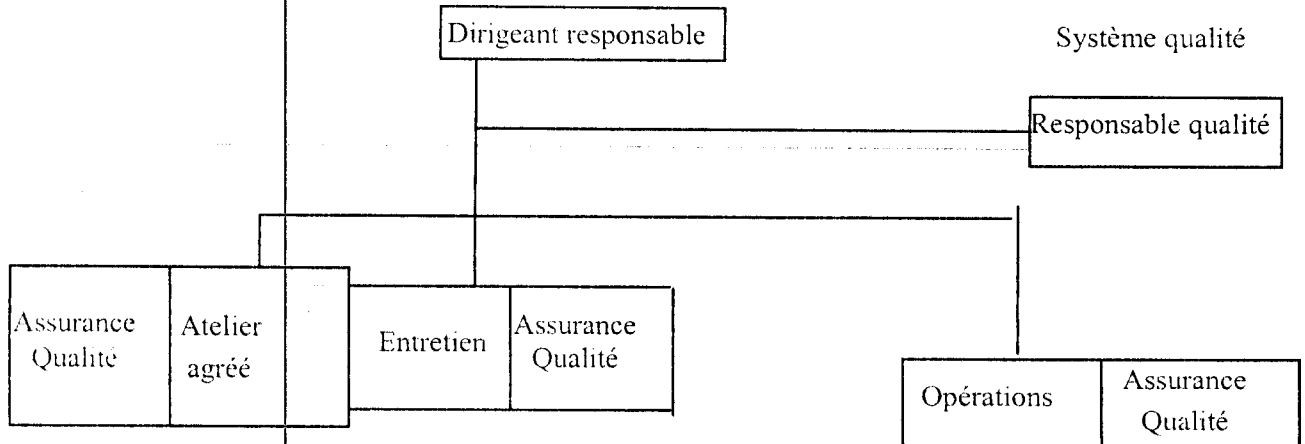 Dirigeant responsable
Système qualité
Responsable qualité
Assurance
Qualité
Atelier
agréé
Entretien
Assurance
Qualité
Opérations
Assurance
Qualité